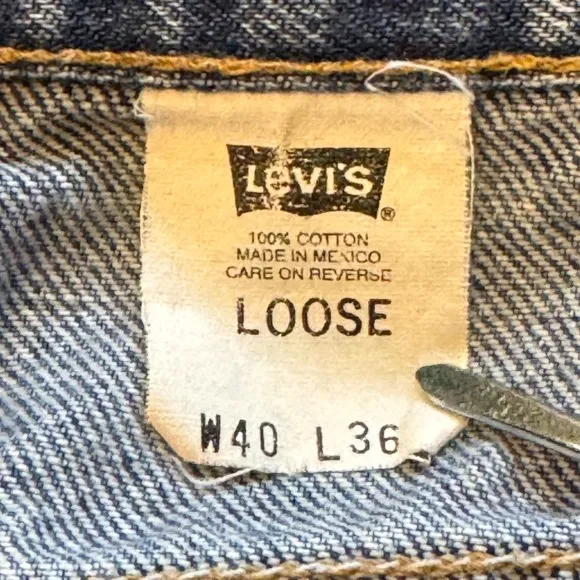 LEVI'S ®
100% COTTON
MADE IN MEXICO
CARE ON REVERSE
LOOSE
W40 L36